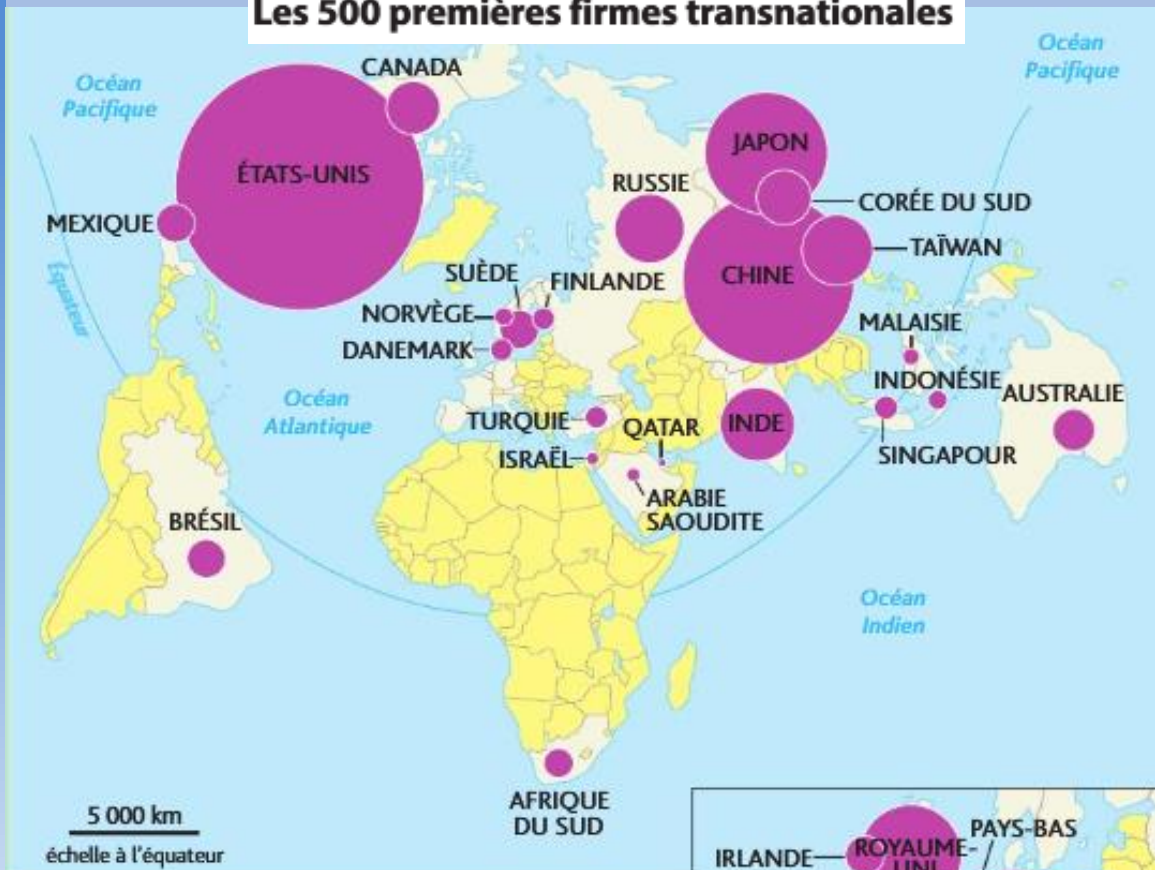 Les 500 premières firmes transnationales
Océan
Pacifique
CANADA
Océan
Pacifique
ÉTATS-UNIS
JAPON
RUSSIE
CORÉE DU SUD
MEXIQUE
TAÏWAN
CHINE
Équateur
SUÈDE
FINLANDE
NORVÈGE
MALAISIE
DANEMARK
INDONÉSIE
AUSTRALIE
Océan
Atlantique
TURQUIE
QATAR
INDE
ISRAËL
SINGAPOUR
ARABIE
SAOUDITE
BRÉSIL
Océan
Indien
AFRIQUE
DU SUD
5 000 km
échelle à l'équateur
PAYS-BAS
IRLANDE
ROYAUME-
UNI